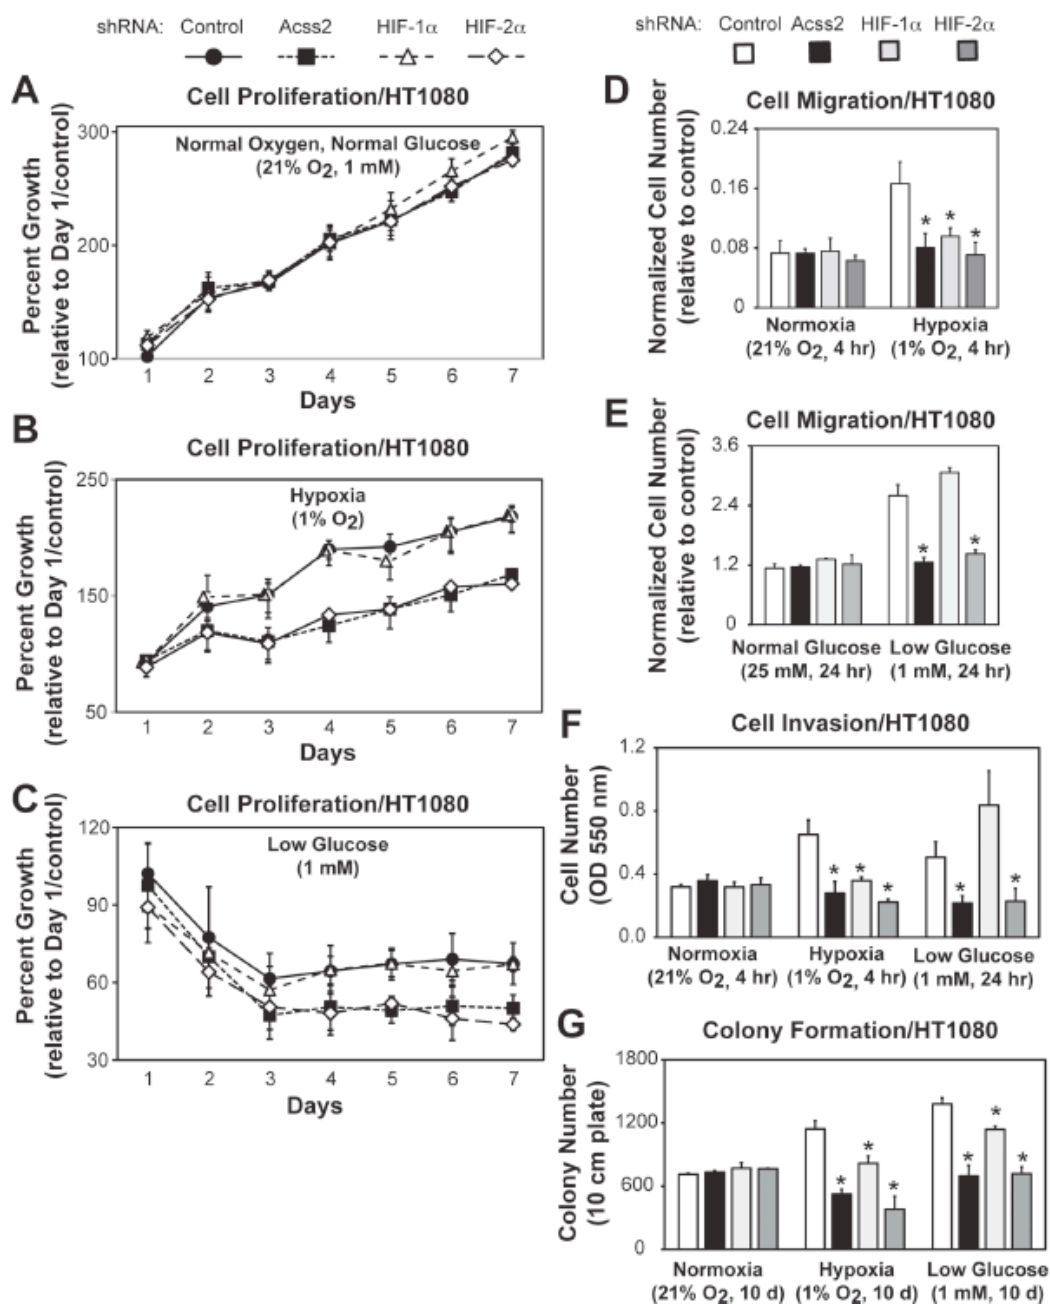 shRNA: Control Acss2 HIF-1α HIF-2α
A
Cell Proliferation/HT1080
Normal Oxygen, Normal Glucose
(21% O2, 1 mM)
Percent Growth
(relative to Day 1/control)
300
200
100
1 2 3 4 5 6 7
Days
B
Cell Proliferation/HT1080
Hypoxia
(1% O2)
Percent Growth
(relative to Day 1/control)
250
150
50
1 2 3 4 5 6 7
Days
C
Cell Proliferation/HT1080
Low Glucose
(1 mM)
Percent Growth
(relative to Day 1/control)
120
90
60
30
1 2 3 4 5 6 7
Days
shRNA: Control Acss2 HIF-1α HIF-2α
D
Cell Migration/HT1080
Normalized Cell Number
(relative to control)
0.24
0.16
0.08
0
* * *
Normoxia Hypoxia
(21% O2, 4 hr) (1% O2, 4 hr)
E
Cell Migration/HT1080
Normalized Cell Number
(relative to control)
3.6
2.4
1.2
0
* *
Normal Glucose Low Glucose
(25 mM, 24 hr) (1 mM, 24 hr)
F
Cell Invasion/HT1080
Cell Number
(OD 550 nm)
1.2
0.8
0.4
0.0
* * * * *
Normoxia Hypoxia Low Glucose
(21% O2, 4 hr) (1% O2, 4 hr) (1 mM, 24 hr)
G
Colony Formation/HT1080
Colony Number
(10 cm plate)
1800
1200
600
0
* * * * * *
Normoxia Hypoxia Low Glucose
(21% O2, 10 d) (1% O2, 10 d) (1 mM, 10 d)